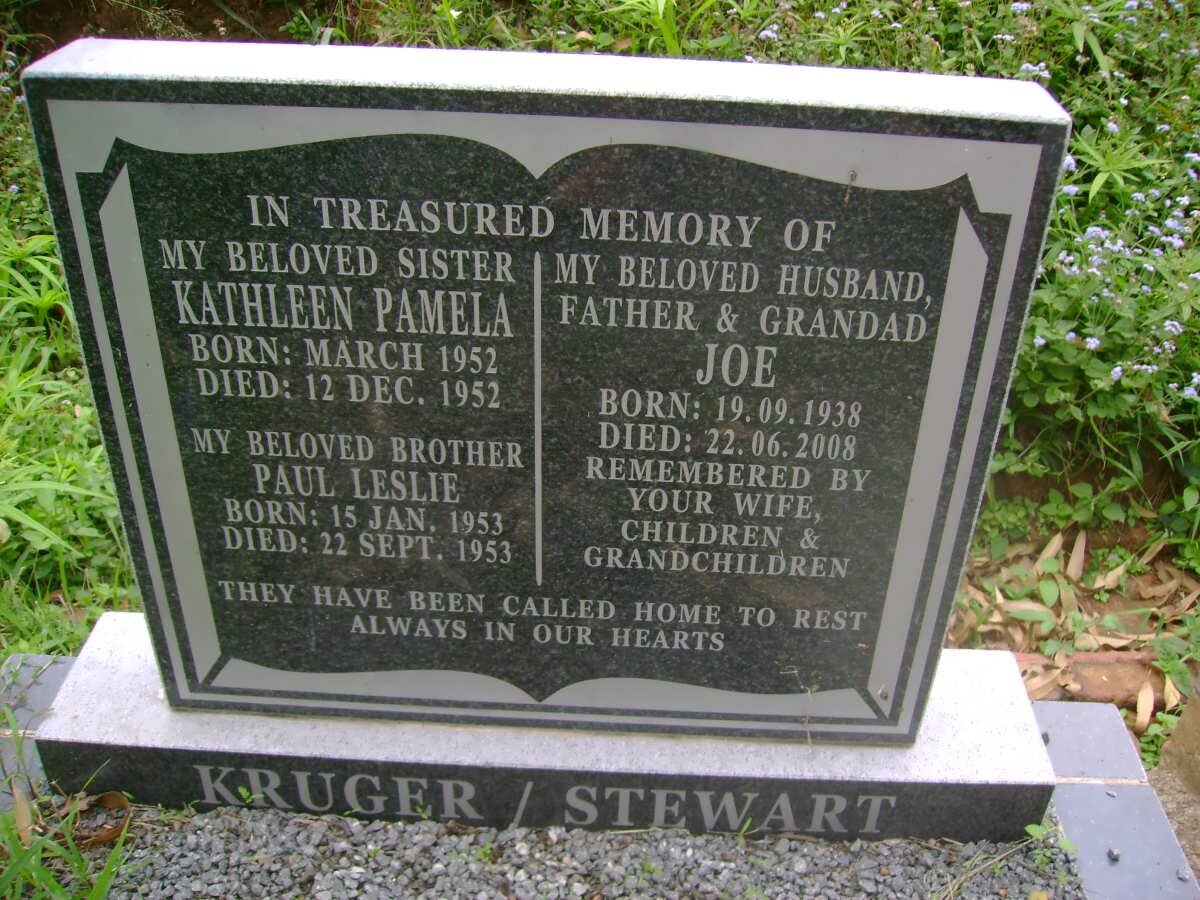 IN TREASURED MEMORY OF
MY BELOVED SISTER
KATHLEEN PAMELA
BORN: MARCH 1952
DIED: 12 DEC. 1952
MY BELOVED BROTHER
PAUL LESLIE
BORN: 15 JAN. 1953
DIED: 22 SEPT. 1953
MY BELOVED HUSBAND,
FATHER & GRANDAD
JOE
BORN: 19.09.1938
DIED: 22.06.2008
REMEMBERED BY
YOUR WIFE,
CHILDREN &
GRANDCHILDREN
THEY HAVE BEEN CALLED HOME TO REST
ALWAYS IN OUR HEARTS
KRUGER / STEWART